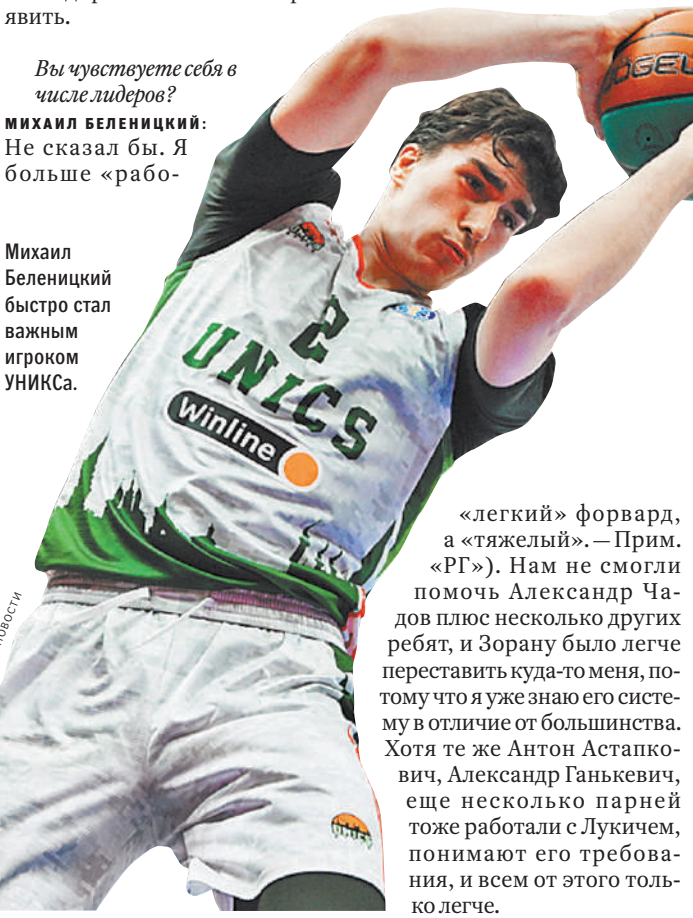 явить.
Вы чувствуете себя в
числе лидеров?
МИХАИЛ БЕЛЕНИЦКИЙ:
Не сказал бы. Я
больше «рабо-
Михаил
Беленицкий
быстро стал
важным
игроком
УНИКСа.
2
UNICS
winline
UNICS
«легкий» форвард,
а «тяжелый». — Прим.
«РГ»). Нам не смогли
помочь Александр Ча-
дов плюс несколько других
ребят, и Зорану было легче
переставить куда-то меня, по-
тому что я уже знаю его систе-
му в отличие от большинства.
Хотя те же Антон Астапко-
вич, Александр Ганькевич,
еще несколько парней
тоже работали с Лукичем,
понимают его требова-
ния, и всем от этого толь-
ко легче.